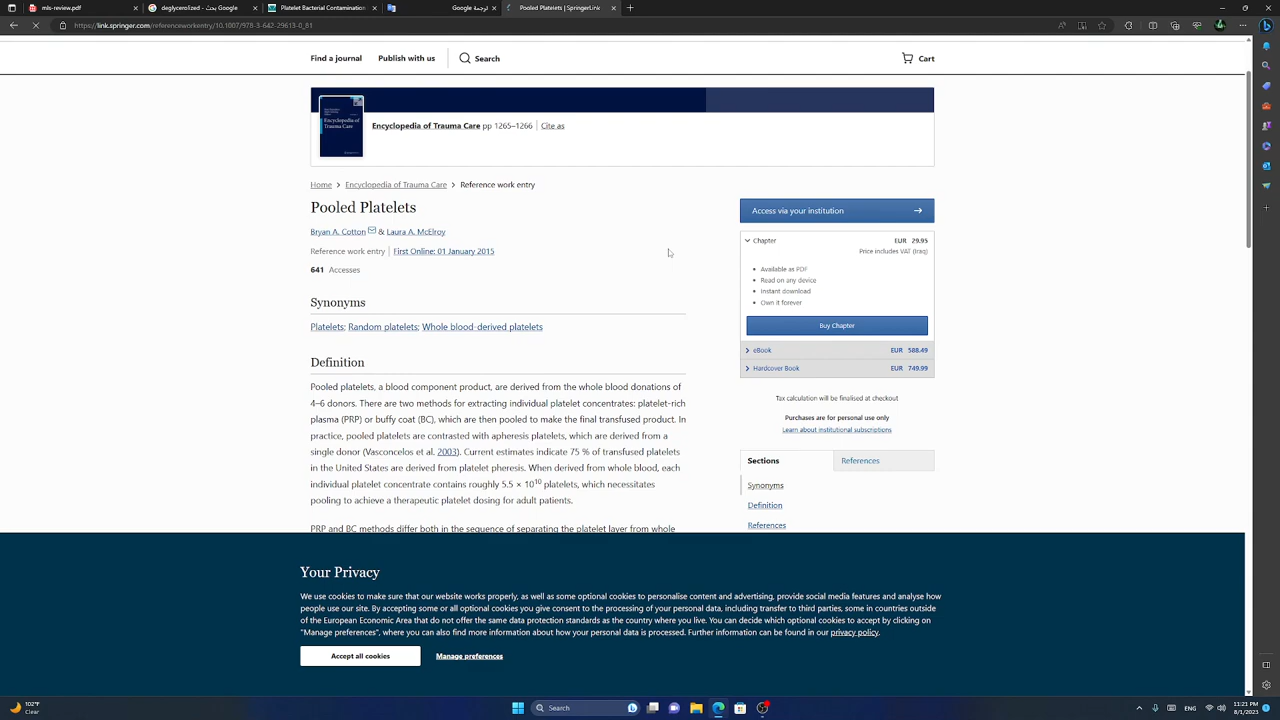 mls-review.pdf
deglycerolized - بحث Google
Platelet Bacterial Contamination
ترجمة Google
Pooled Platelets | SpringerLink
https://link.springer.com/referenceworkentry/10.1007/978-3-642-29613-0_81
Find a journal Publish with us Search Cart
Encyclopedia of Trauma Care pp 1265–1266 Cite as
Home > Encyclopedia of Trauma Care > Reference work entry
Pooled Platelets
Bryan A. Cotton & Laura A. McElroy
Reference work entry First Online: 01 January 2015
641 Accesses
Synonyms
Platelets; Random platelets; Whole blood-derived platelets
Definition
Pooled platelets, a blood component product, are derived from the whole blood donations of
4–6 donors. There are two methods for extracting individual platelet concentrates: platelet-rich
plasma (PRP) or buffy coat (BC), which are then pooled to make the final transfused product. In
practice, pooled platelets are contrasted with apheresis platelets, which are derived from a
single donor (Vasconcelos et al. 2003). Current estimates indicate 75 % of transfused platelets
in the United States are derived from platelet pheresis. When derived from whole blood, each
individual platelet concentrate contains roughly 5.5 × 10¹⁰ platelets, which necessitates
pooling to achieve a therapeutic platelet dosing for adult patients.
PRP and BC methods differ both in the sequence of separating the platelet layer from whole
Access via your institution →
Chapter EUR 29.95
Price includes VAT (Iraq)
• Available as PDF
• Read on any device
• Instant download
• Own it forever
Buy Chapter
eBook EUR 588.49
Hardcover Book EUR 749.99
Tax calculation will be finalised at checkout
Purchases are for personal use only
Learn about institutional subscriptions
Sections References
Synonyms
Definition
References
Your Privacy
We use cookies to make sure that our website works properly, as well as some optional cookies to personalise content and advertising, provide social media features and analyse how
people use our site. By accepting some or all optional cookies you give consent to the processing of your personal data, including transfer to third parties, some in countries outside
of the European Economic Area that do not offer the same data protection standards as the country where you live. You can decide which optional cookies to accept by clicking on
"Manage preferences", where you can also find more information about how your personal data is processed. Further information can be found in our privacy policy.
Accept all cookies Manage preferences
102°F
Clear
Search
ENG
11:21 PM
8/1/2023